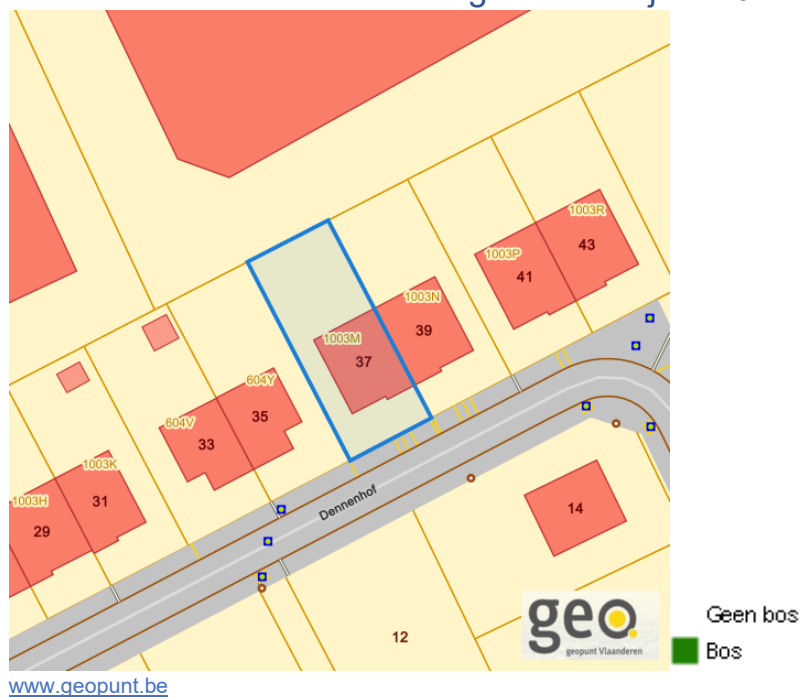 1003R
43
1003P
41
1003N
39
1003M
37
604Y
35
604V
33
1003K
31
1003H
29
Dennenhof
14
12
geo
geopunt Vlaanderen
Geen bos
Bos
www.geopunt.be